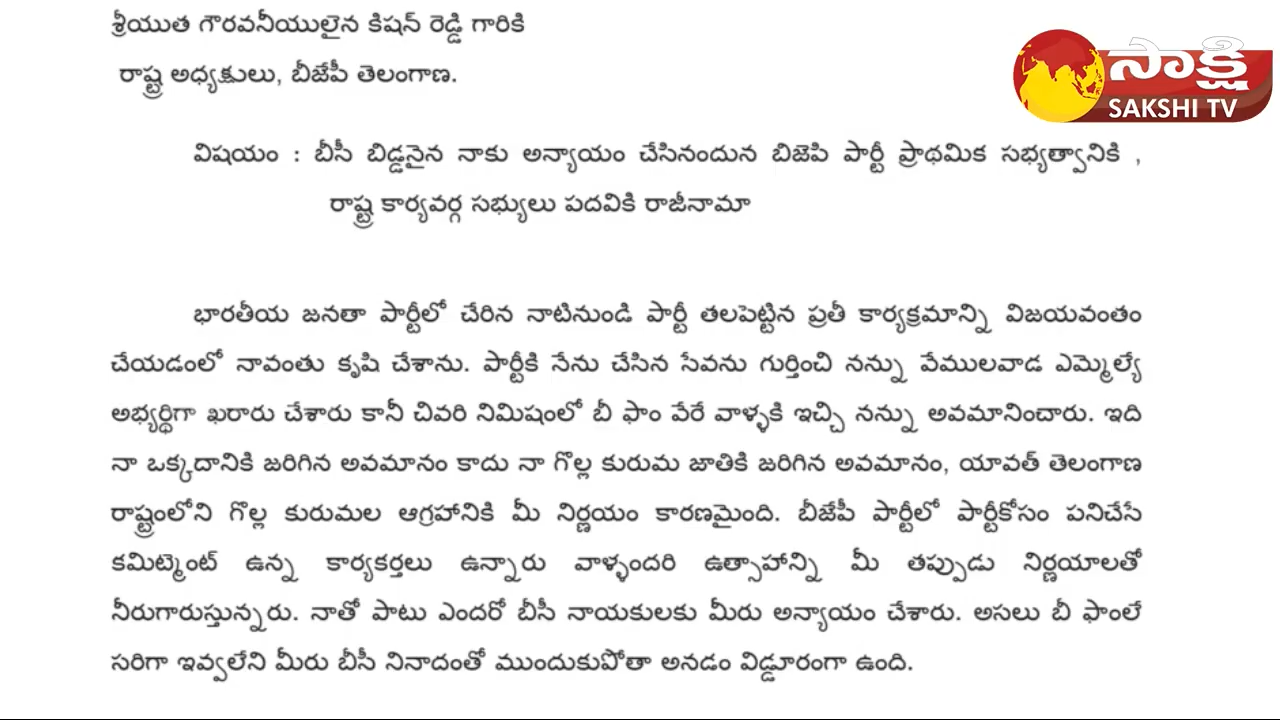 శ్రీయుత గౌరవనీయులైన కిషన్ రెడ్డి గారికి
రాష్ట్ర అధ్యక్షులు, బీజేపీ తెలంగాణ.
సాక్షి
SAKSHI TV
విషయం : బీసీ బిడ్డనైన నాకు అన్యాయం చేసినందున బిజెపి పార్టీ ప్రాథమిక సభ్యత్వానికి ,
రాష్ట్ర కార్యవర్గ సభ్యులు పదవికి రాజీనామా
భారతీయ జనతా పార్టీలో చేరిన నాటినుండి పార్టీ తలపెట్టిన ప్రతీ కార్యక్రమాన్ని విజయవంతం
చేయడంలో నావంతు కృషి చేశాను. పార్టీకి నేను చేసిన సేవను గుర్తించి నన్ను వేములవాడ ఎమ్మెల్యే
అభ్యర్థిగా ఖరారు చేశారు కానీ చివరి నిమిషంలో బీ ఫాం వేరే వాళ్ళకి ఇచ్చి నన్ను అవమానించారు. ఇది
నా ఒక్కదానికి జరిగిన అవమానం కాదు నా గొల్ల కురుమ జాతికి జరిగిన అవమానం, యావత్ తెలంగాణ
రాష్ట్రంలోని గొల్ల కురుమల ఆగ్రహానికి మీ నిర్ణయం కారణమైంది. బీజేపీ పార్టీలో పార్టీకోసం పనిచేసే
కమిట్మెంట్ ఉన్న కార్యకర్తలు ఉన్నారు వాళ్ళందరి ఉత్సాహాన్ని మీ తప్పుడు నిర్ణయాలతో
నీరుగారుస్తున్నరు. నాతో పాటు ఎందరో బీసీ నాయకులకు మీరు అన్యాయం చేశారు. అసలు బీ ఫాంలే
సరిగా ఇవ్వలేని మీరు బీసీ నినాదంతో ముందుకుపోతా అనడం విడ్డూరంగా ఉంది.